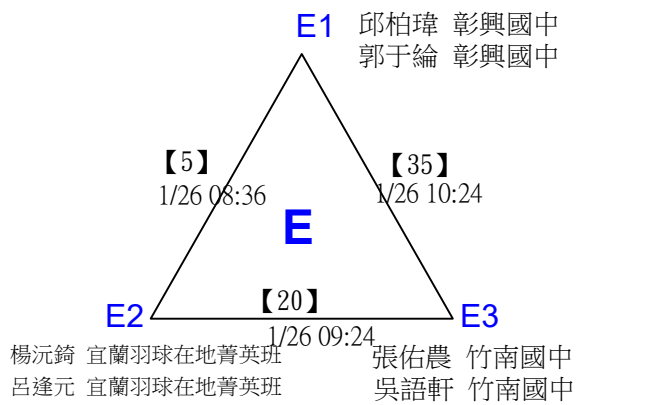 E1
邱柏瑋 彰興國中
郭于綸 彰興國中
【5】
1/26 08:36
【35】
1/26 10:24
E
E2
【20】
1/26 09:24
E3
楊沅錡 宜蘭羽球在地菁英班
呂逢元 宜蘭羽球在地菁英班
張佑農 竹南國中
吳語軒 竹南國中